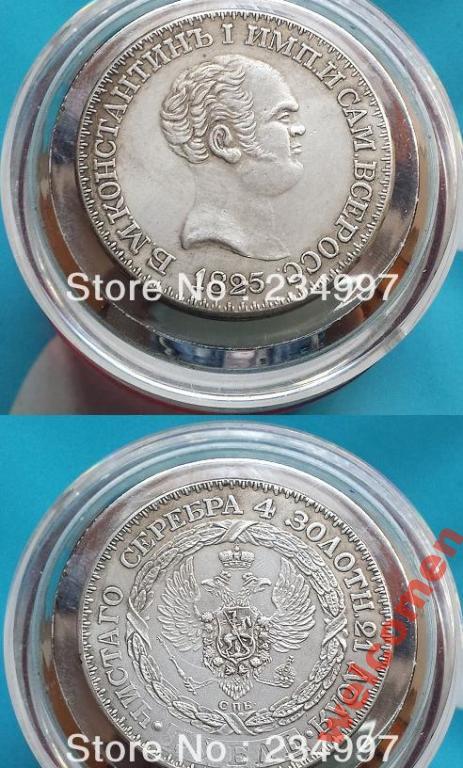 Б.М.КОНСТАНТИНЪ I ИМП.И САМ.ВСЕРОСС.
1825
Store No: 234997
ЧИСТАГО СЕРЕБРА 4 ЗОЛОТН. 21
СПБ.
welcomen
Store No: 234997